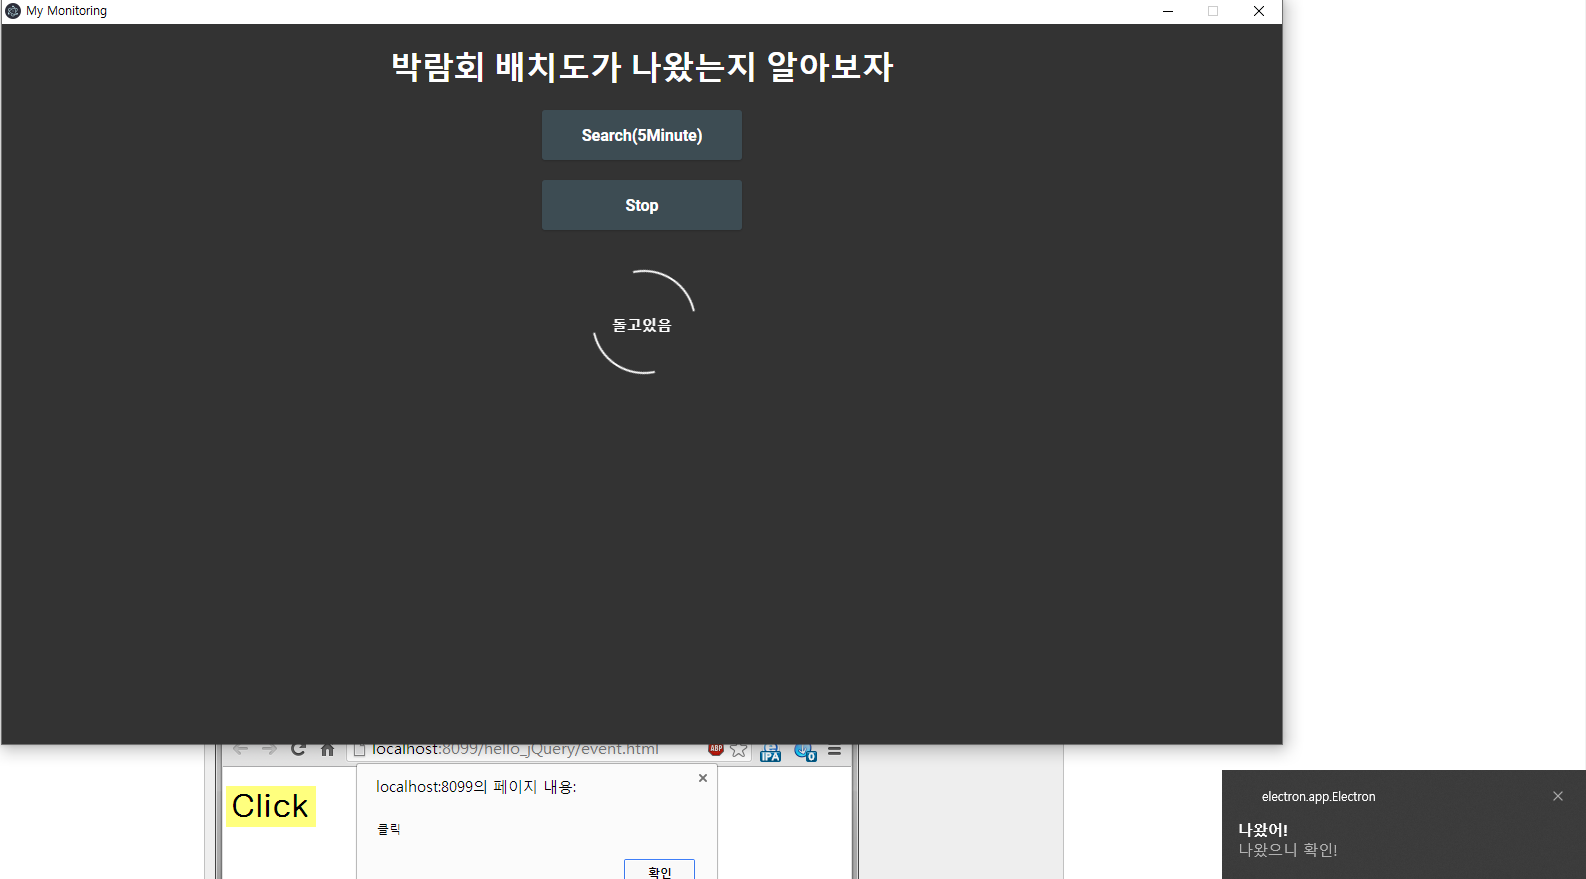 My Monitoring
박람회 배치도가 나왔는지 알아보자
Search(5Minute)
Stop
돌고있음
localhost:8099/hello_jQuery/event.html
ABP
IPA
0
Click
localhost:8099의 페이지 내용:
클릭
확인
electron.app.Electron
나왔어!
나왔으니 확인!